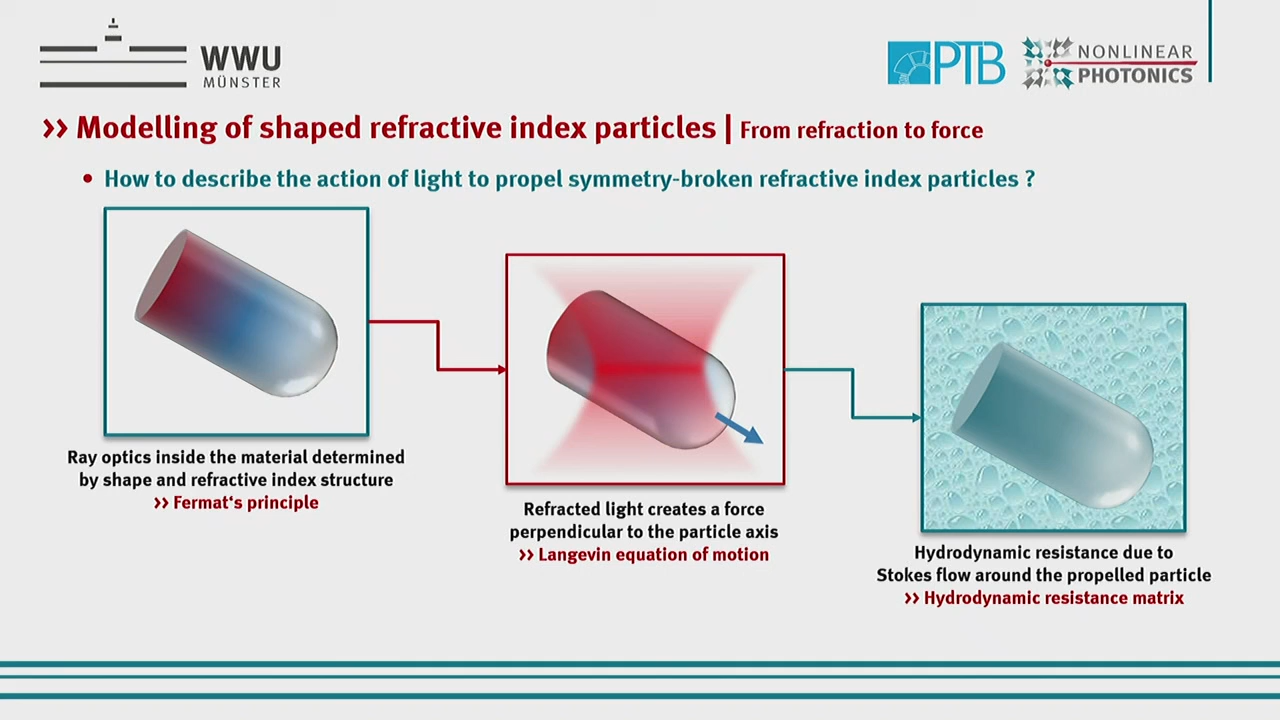 WWU
MÜNSTER
PTB
NONLINEAR
PHOTONICS
›› Modelling of shaped refractive index particles | From refraction to force
• How to describe the action of light to propel symmetry-broken refractive index particles ?
Ray optics inside the material determined
by shape and refractive index structure
›› Fermat‘s principle
Refracted light creates a force
perpendicular to the particle axis
›› Langevin equation of motion
Hydrodynamic resistance due to
Stokes flow around the propelled particle
›› Hydrodynamic resistance matrix